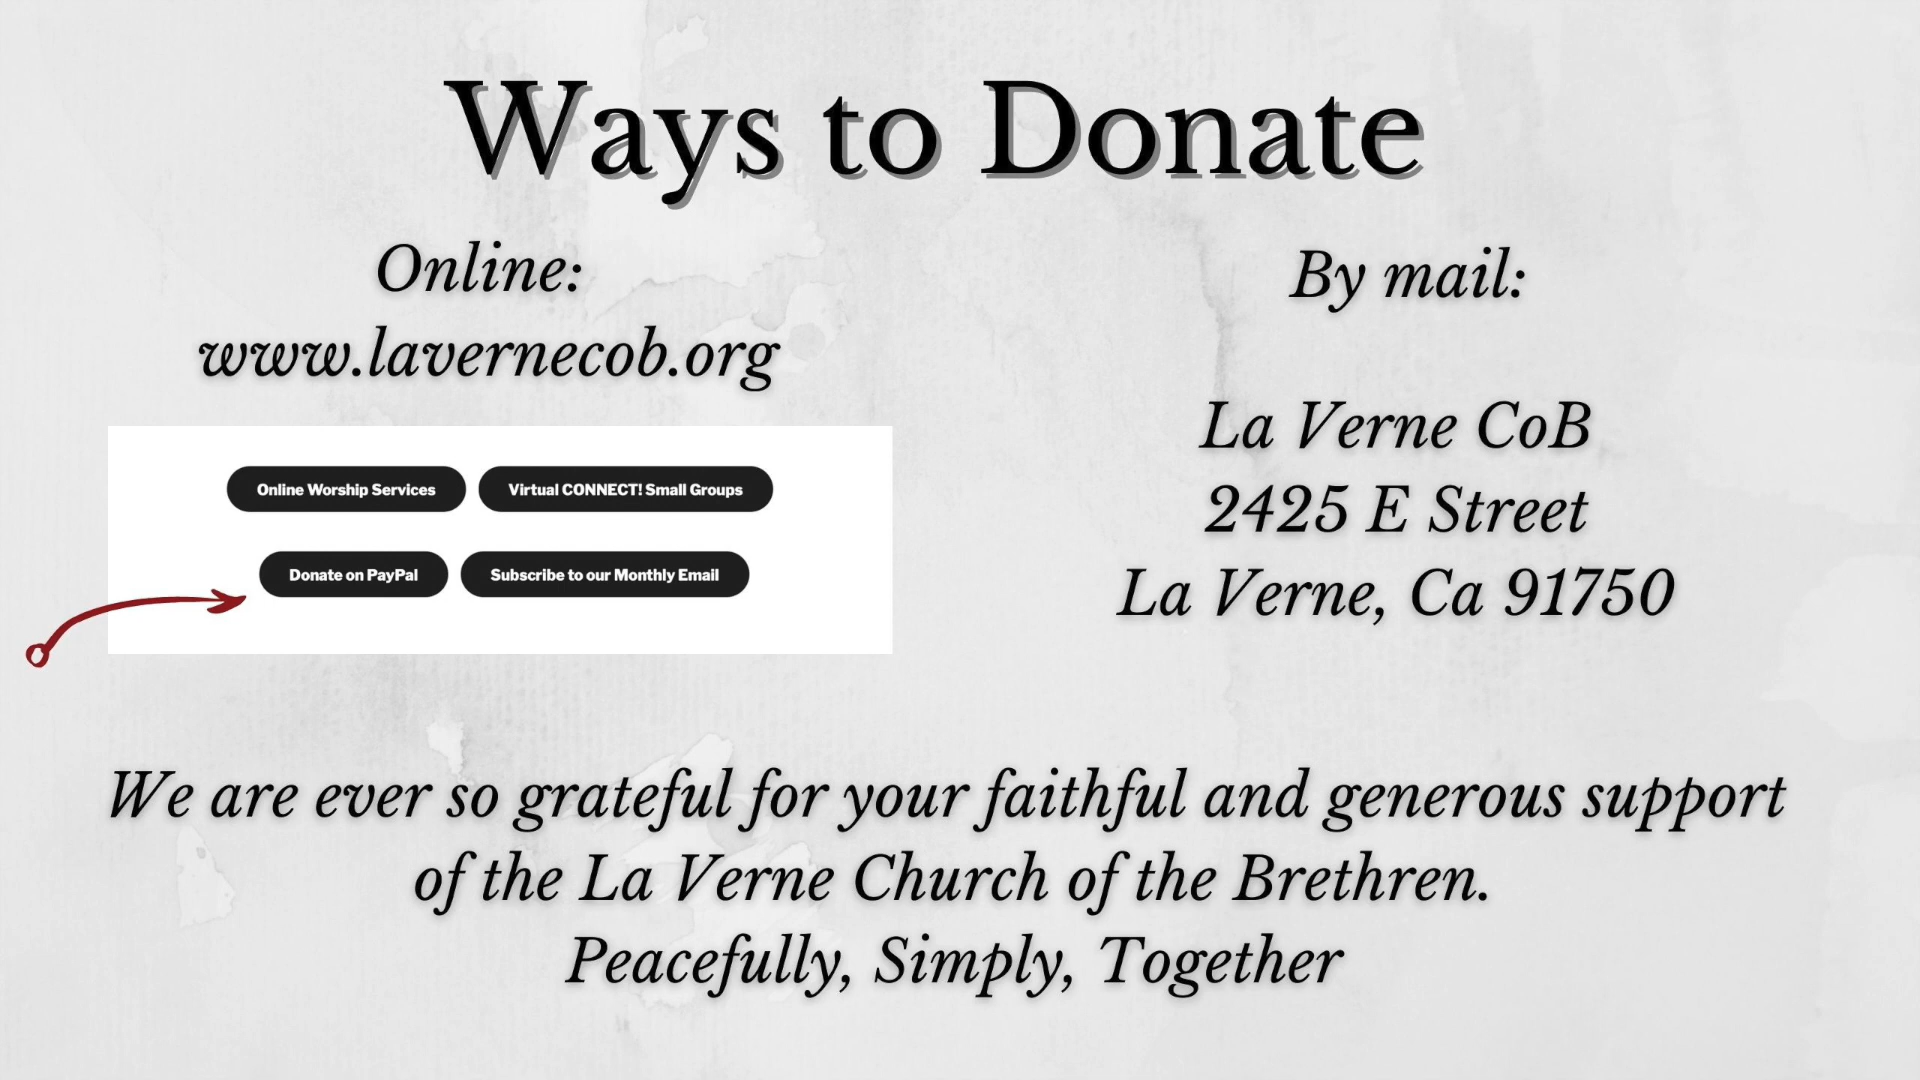 Ways to Donate
Online:
www.lavernecob.org
Online Worship Services
Virtual CONNECT! Small Groups
Donate on PayPal
Subscribe to our Monthly Email
By mail:
La Verne CoB
2425 E Street
La Verne, Ca 91750
We are ever so grateful for your faithful and generous support
of the La Verne Church of the Brethren.
Peacefully, Simply, Together